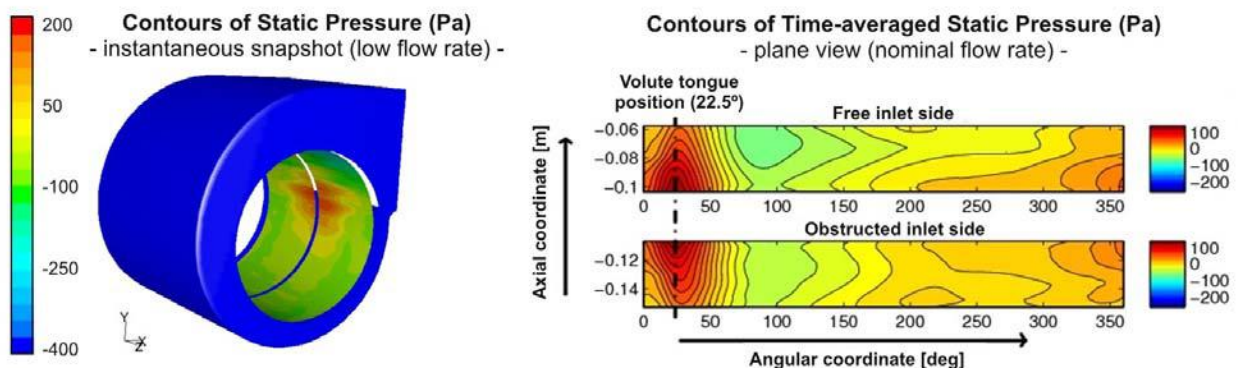 Contours of Static Pressure (Pa)
- instantaneous snapshot (low flow rate) -
200
50
-100
-250
-400
Y
X
Z
Contours of Time-averaged Static Pressure (Pa)
- plane view (nominal flow rate) -
Volute tongue
position (22.5º)
Free inlet side
Axial coordinate [m]
−0.06
−0.08
−0.1
0 50 100 150 200 250 300 350
100
0
−100
−200
Obstructed inlet side
−0.12
−0.14
0 50 100 150 200 250 300 350
100
0
−100
−200
Angular coordinate [deg]